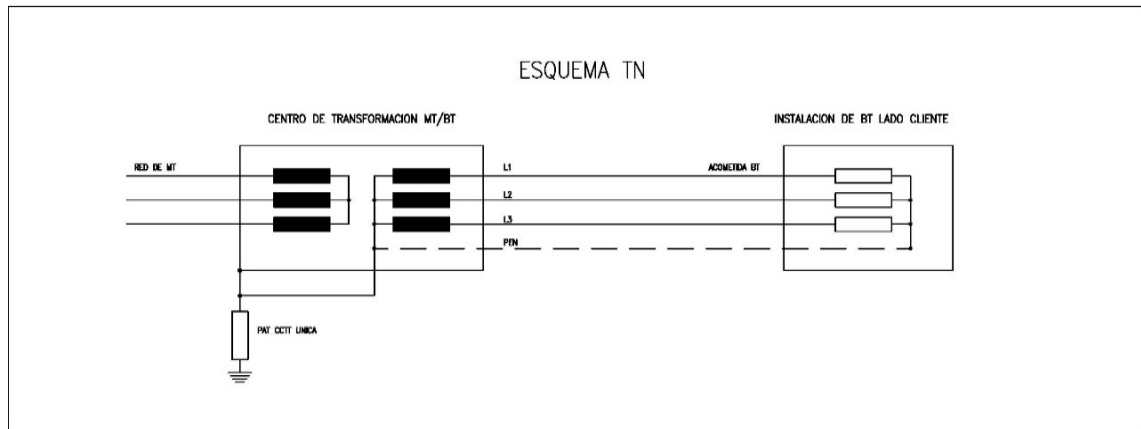 ESQUEMA TN
CENTRO DE TRANSFORMACION MT/BT
INSTALACION DE BT LADO CLIENTE
RED DE MT
L1
ACOMETIDA BT
L2
L3
PEN
PAT CCTT UNICA